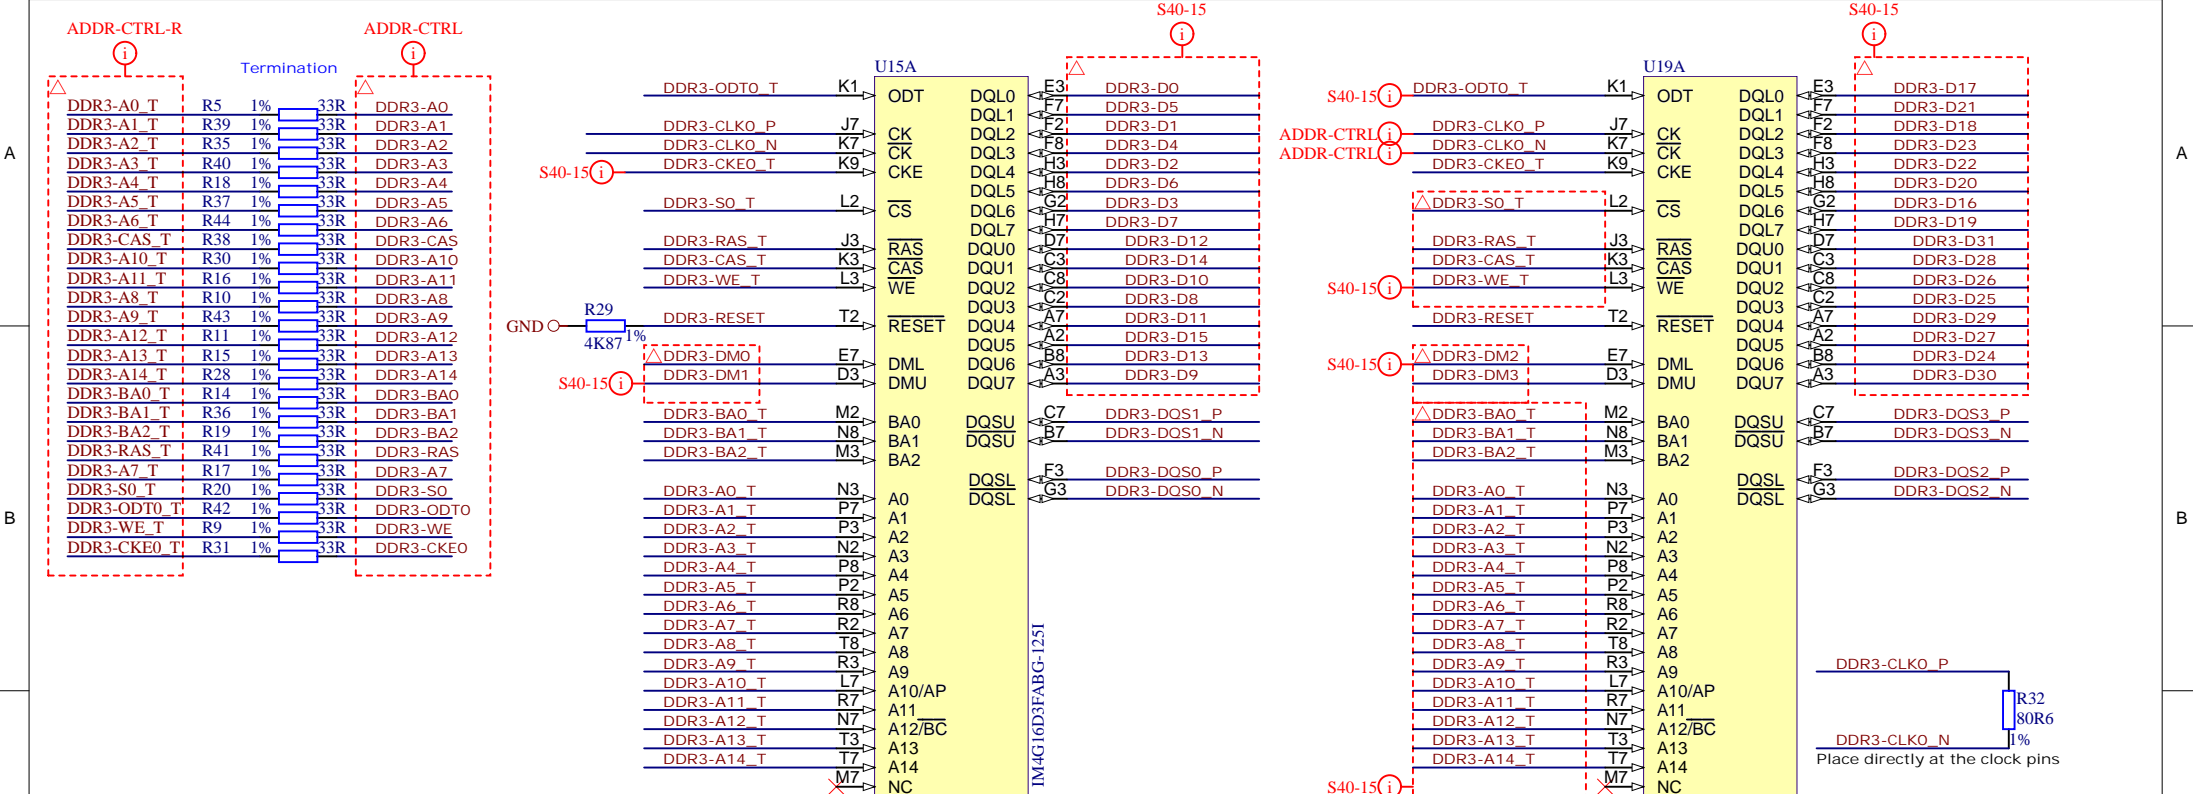 ADDR-CTRL-R
ADDR-CTRL
Termination
DDR3-A0_T R5 1% 33R DDR3-A0
DDR3-A1_T R39 1% 33R DDR3-A1
DDR3-A2_T R35 1% 33R DDR3-A2
DDR3-A3_T R40 1% 33R DDR3-A3
DDR3-A4_T R18 1% 33R DDR3-A4
DDR3-A5_T R37 1% 33R DDR3-A5
DDR3-A6_T R44 1% 33R DDR3-A6
DDR3-CAS_T R38 1% 33R DDR3-CAS
DDR3-A10_T R30 1% 33R DDR3-A10
DDR3-A11_T R16 1% 33R DDR3-A11
DDR3-A8_T R10 1% 33R DDR3-A8
DDR3-A9_T R43 1% 33R DDR3-A9
DDR3-A12_T R11 1% 33R DDR3-A12
DDR3-A13_T R15 1% 33R DDR3-A13
DDR3-A14_T R28 1% 33R DDR3-A14
DDR3-BA0_T R14 1% 33R DDR3-BA0
DDR3-BA1_T R36 1% 33R DDR3-BA1
DDR3-BA2_T R19 1% 33R DDR3-BA2
DDR3-RAS_T R41 1% 33R DDR3-RAS
DDR3-A7_T R17 1% 33R DDR3-A7
DDR3-S0_T R20 1% 33R DDR3-S0
DDR3-ODT0_T R42 1% 33R DDR3-ODT0
DDR3-WE_T R9 1% 33R DDR3-WE
DDR3-CKE0_T R31 1% 33R DDR3-CKE0
A
B
S40-15
U15A
DDR3-ODT0_T K1 ODT DQL0 E3 DDR3-D0
DQL1 F7 DDR3-D5
DDR3-CLK0_P J7 CK DQL2 F2 DDR3-D1
DDR3-CLK0_N K7 CK DQL3 F8 DDR3-D4
S40-15 DDR3-CKE0_T K9 CKE DQL4 H3 DDR3-D2
DQL5 H8 DDR3-D6
DDR3-S0_T L2 CS DQL6 G2 DDR3-D3
DQL7 H7 DDR3-D7
DDR3-RAS_T J3 RAS DQU0 D7 DDR3-D12
DDR3-CAS_T K3 CAS DQU1 C3 DDR3-D14
DDR3-WE_T L3 WE DQU2 C8 DDR3-D10
DQU3 C2 DDR3-D8
GND R29 4K87 1% DDR3-RESET T2 RESET DQU4 A7 DDR3-D11
DQU5 A2 DDR3-D15
DDR3-DM0 E7 DML DQU6 B8 DDR3-D13
S40-15 DDR3-DM1 D3 DMU DQU7 A3 DDR3-D9
DDR3-BA0_T M2 BA0 DQSU C7 DDR3-DQS1_P
DDR3-BA1_T N8 BA1 DQSU B7 DDR3-DQS1_N
DDR3-BA2_T M3 BA2
DQSL F3 DDR3-DQS0_P
DDR3-A0_T N3 A0 DQSL G3 DDR3-DQS0_N
DDR3-A1_T P7 A1
DDR3-A2_T P3 A2
DDR3-A3_T N2 A3
DDR3-A4_T P8 A4
DDR3-A5_T P2 A5
DDR3-A6_T R8 A6
DDR3-A7_T R2 A7
DDR3-A8_T T8 A8
DDR3-A9_T R3 A9
DDR3-A10_T L7 A10/AP
DDR3-A11_T R7 A11
DDR3-A12_T N7 A12/BC
DDR3-A13_T T3 A13
DDR3-A14_T T7 A14
M7 NC
IM4G16D3FABG-125I
S40-15
U19A
S40-15 DDR3-ODT0_T K1 ODT DQL0 E3 DDR3-D17
DQL1 F7 DDR3-D21
ADDR-CTRL DDR3-CLK0_P J7 CK DQL2 F2 DDR3-D18
ADDR-CTRL DDR3-CLK0_N K7 CK DQL3 F8 DDR3-D23
DDR3-CKE0_T K9 CKE DQL4 H3 DDR3-D22
DQL5 H8 DDR3-D20
DDR3-S0_T L2 CS DQL6 G2 DDR3-D16
DQL7 H7 DDR3-D19
DDR3-RAS_T J3 RAS DQU0 D7 DDR3-D31
DDR3-CAS_T K3 CAS DQU1 C3 DDR3-D28
S40-15 DDR3-WE_T L3 WE DQU2 C8 DDR3-D26
DQU3 C2 DDR3-D25
DDR3-RESET T2 RESET DQU4 A7 DDR3-D29
DQU5 A2 DDR3-D27
S40-15 DDR3-DM2 E7 DML DQU6 B8 DDR3-D24
DDR3-DM3 D3 DMU DQU7 A3 DDR3-D30
DDR3-BA0_T M2 BA0 DQSU C7 DDR3-DQS3_P
DDR3-BA1_T N8 BA1 DQSU B7 DDR3-DQS3_N
DDR3-BA2_T M3 BA2
DQSL F3 DDR3-DQS2_P
DDR3-A0_T N3 A0 DQSL G3 DDR3-DQS2_N
DDR3-A1_T P7 A1
DDR3-A2_T P3 A2
DDR3-A3_T N2 A3
DDR3-A4_T P8 A4
DDR3-A5_T P2 A5
DDR3-A6_T R8 A6
DDR3-A7_T R2 A7
DDR3-A8_T T8 A8
DDR3-A9_T R3 A9
DDR3-A10_T L7 A10/AP
DDR3-A11_T R7 A11
DDR3-A12_T N7 A12/BC
DDR3-A13_T T3 A13
DDR3-A14_T T7 A14
S40-15 M7 NC
DDR3-CLK0_P
R32
80R6
1%
DDR3-CLK0_N
Place directly at the clock pins
A
B